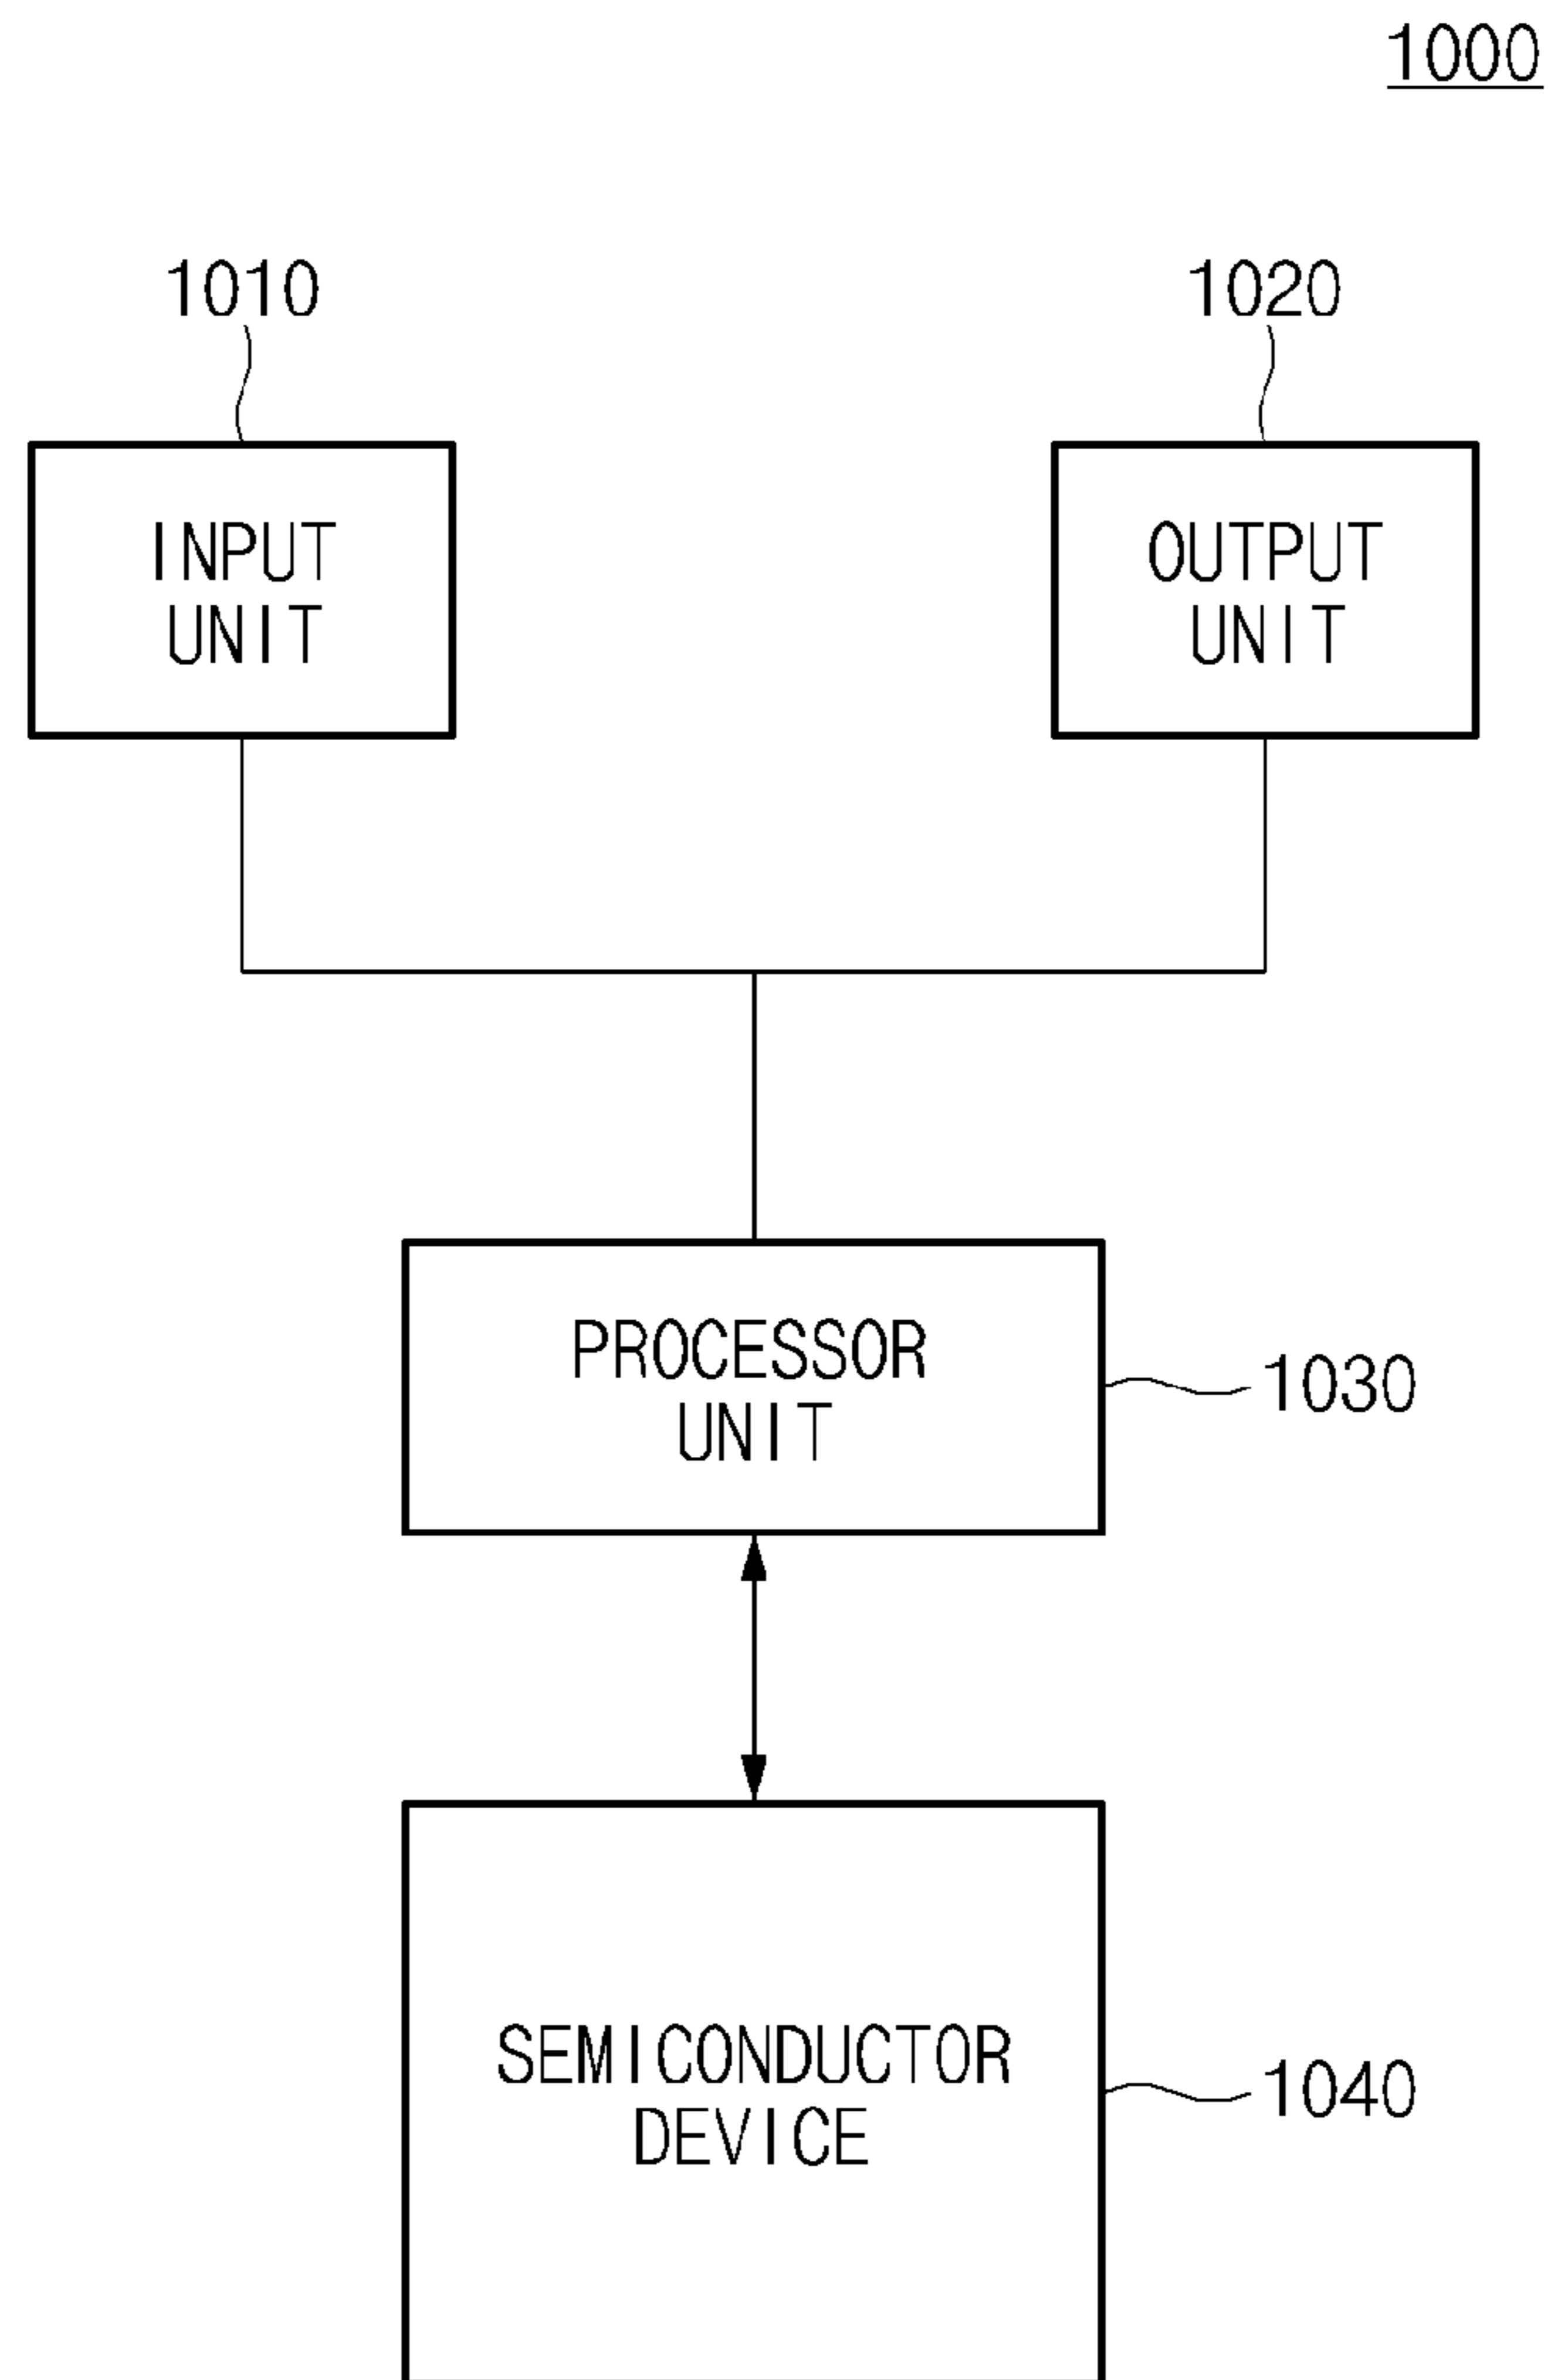 1000
1010
1020
INPUT
UNIT
OUTPUT
UNIT
PROCESSOR
UNIT
1030
SEMICONDUCTOR
DEVICE
1040